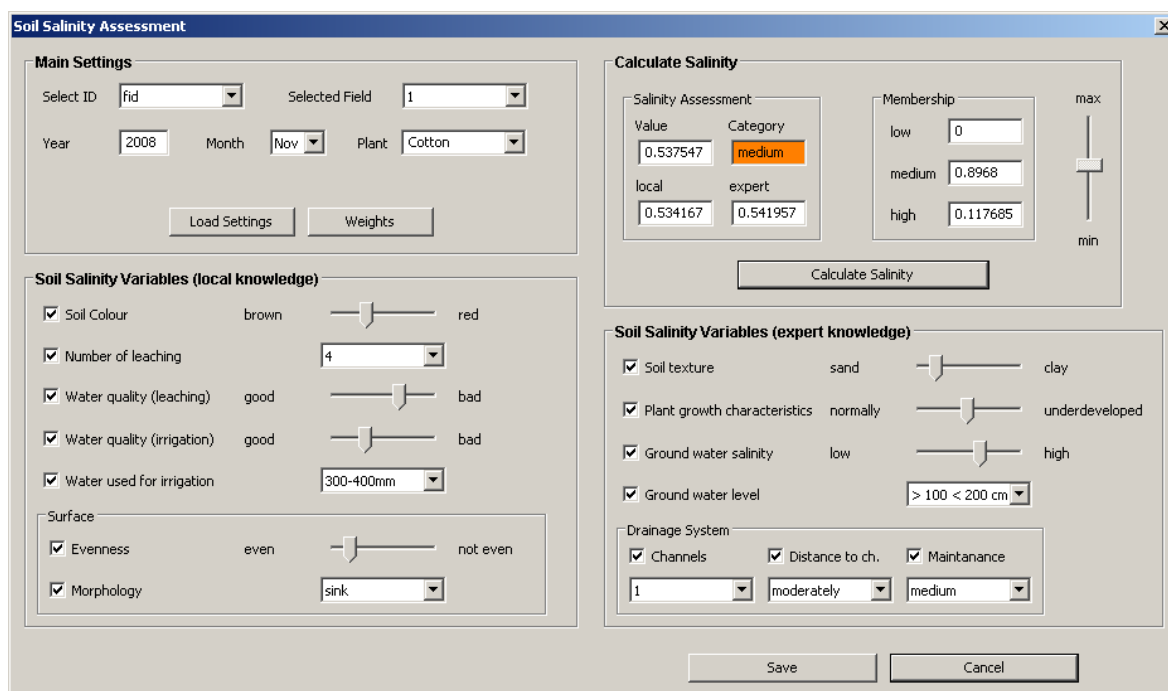 Soil Salinity Assessment
Main Settings
Select ID fid Selected Field 1
Year 2008 Month Nov Plant Cotton
Load Settings Weights
Soil Salinity Variables (local knowledge)
Soil Colour brown red
Number of leaching 4
Water quality (leaching) good bad
Water quality (irrigation) good bad
Water used for irrigation 300-400mm
Surface
Evenness even not even
Morphology sink
Calculate Salinity
Salinity Assessment
Value Category
0.537547 medium
local expert
0.534167 0.541957
Membership
low 0
medium 0.8968
high 0.117685
max
min
Calculate Salinity
Soil Salinity Variables (expert knowledge)
Soil texture sand clay
Plant growth characteristics normally underdeveloped
Ground water salinity low high
Ground water level > 100 < 200 cm
Drainage System
Channels Distance to ch. Maintanance
1 moderately medium
Save Cancel